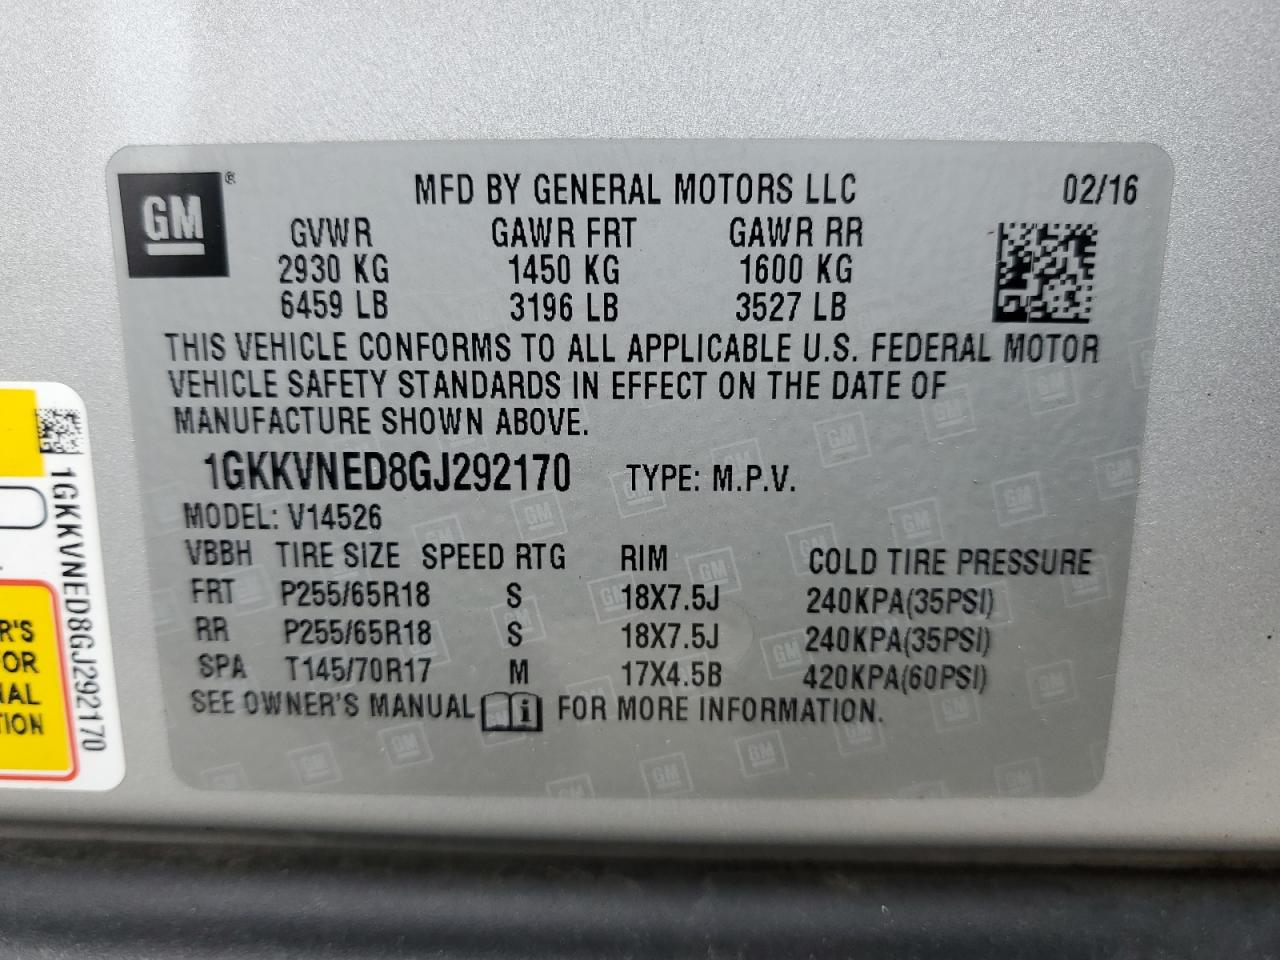 GM ®
MFD BY GENERAL MOTORS LLC 02/16
GVWR GAWR FRT GAWR RR
2930 KG 1450 KG 1600 KG
6459 LB 3196 LB 3527 LB
THIS VEHICLE CONFORMS TO ALL APPLICABLE U.S. FEDERAL MOTOR
VEHICLE SAFETY STANDARDS IN EFFECT ON THE DATE OF
MANUFACTURE SHOWN ABOVE.
1GKKVNED8GJ292170 TYPE: M.P.V.
MODEL: V14526
VBBH TIRE SIZE SPEED RTG RIM COLD TIRE PRESSURE
FRT P255/65R18 S 18X7.5J 240KPA(35PSI)
RR P255/65R18 S 18X7.5J 240KPA(35PSI)
SPA T145/70R17 M 17X4.5B 420KPA(60PSI)
SEE OWNER'S MANUAL i FOR MORE INFORMATION.
1GKKVNED8GJ292170
R'S
FOR
NAL
TION